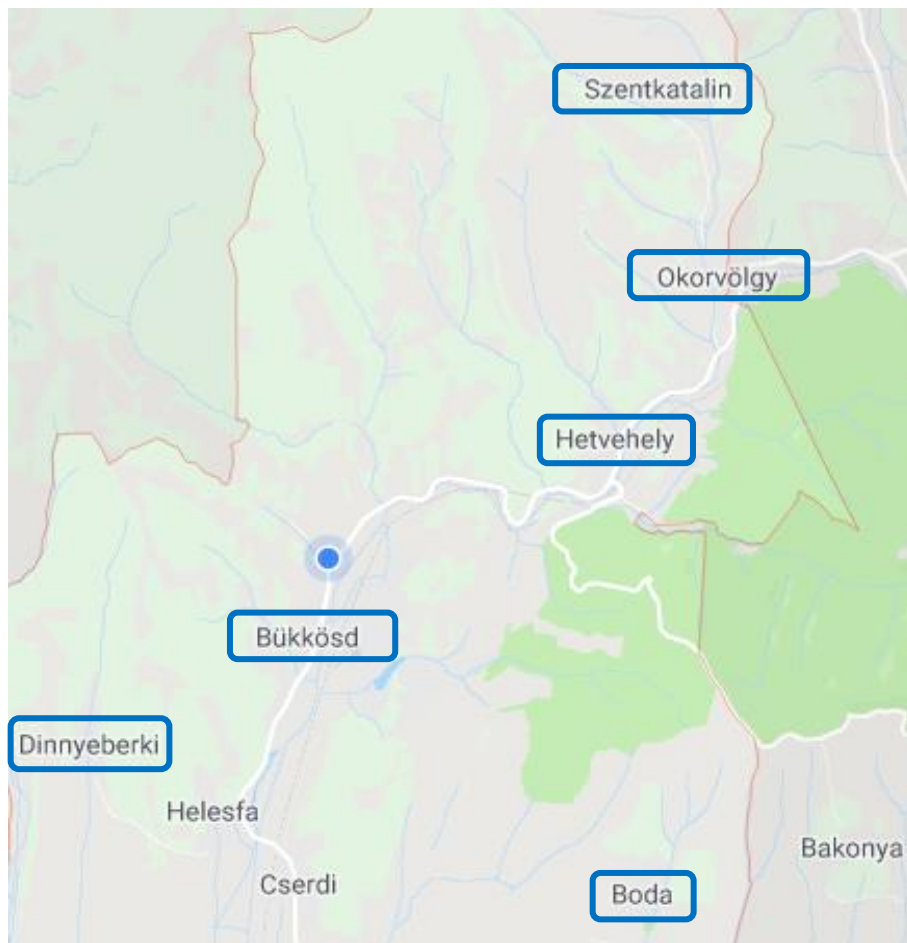 Szentkatalin
Okorvölgy
Hetvehely
Bükkösd
Dinnyeberki
Helesfa
Bakonya
Cserdi
Boda